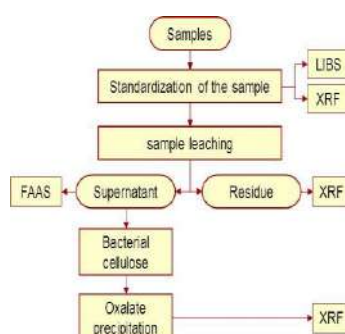 Samples
LIBS
Standardization of the sample
XRF
sample leaching
FAAS
Supernatant
Residue
XRF
Bacterial
cellulose
Oxalate
precipitation
XRF